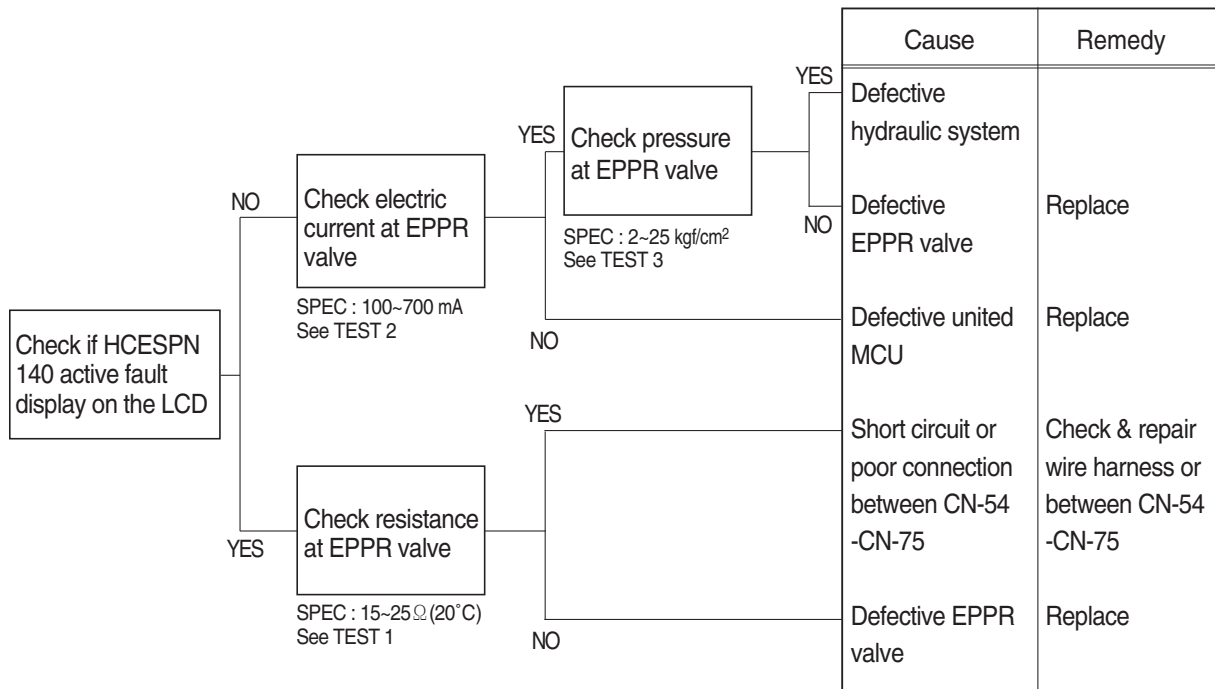 Cause
Remedy
YES
Defective
hydraulic system
YES
Check pressure
at EPPR valve
NO
Check electric
current at EPPR
valve
NO
Defective
EPPR valve
Replace
SPEC : 2~25 kgf/cm²
See TEST 3
SPEC : 100~700 mA
See TEST 2
NO
Defective united
MCU
Replace
Check if HCESPN
140 active fault
display on the LCD
YES
Short circuit or
poor connection
between CN-54
-CN-75
Check & repair
wire harness or
between CN-54
-CN-75
YES
Check resistance
at EPPR valve
SPEC : 15~25Ω(20°C)
See TEST 1
NO
Defective EPPR
valve
Replace